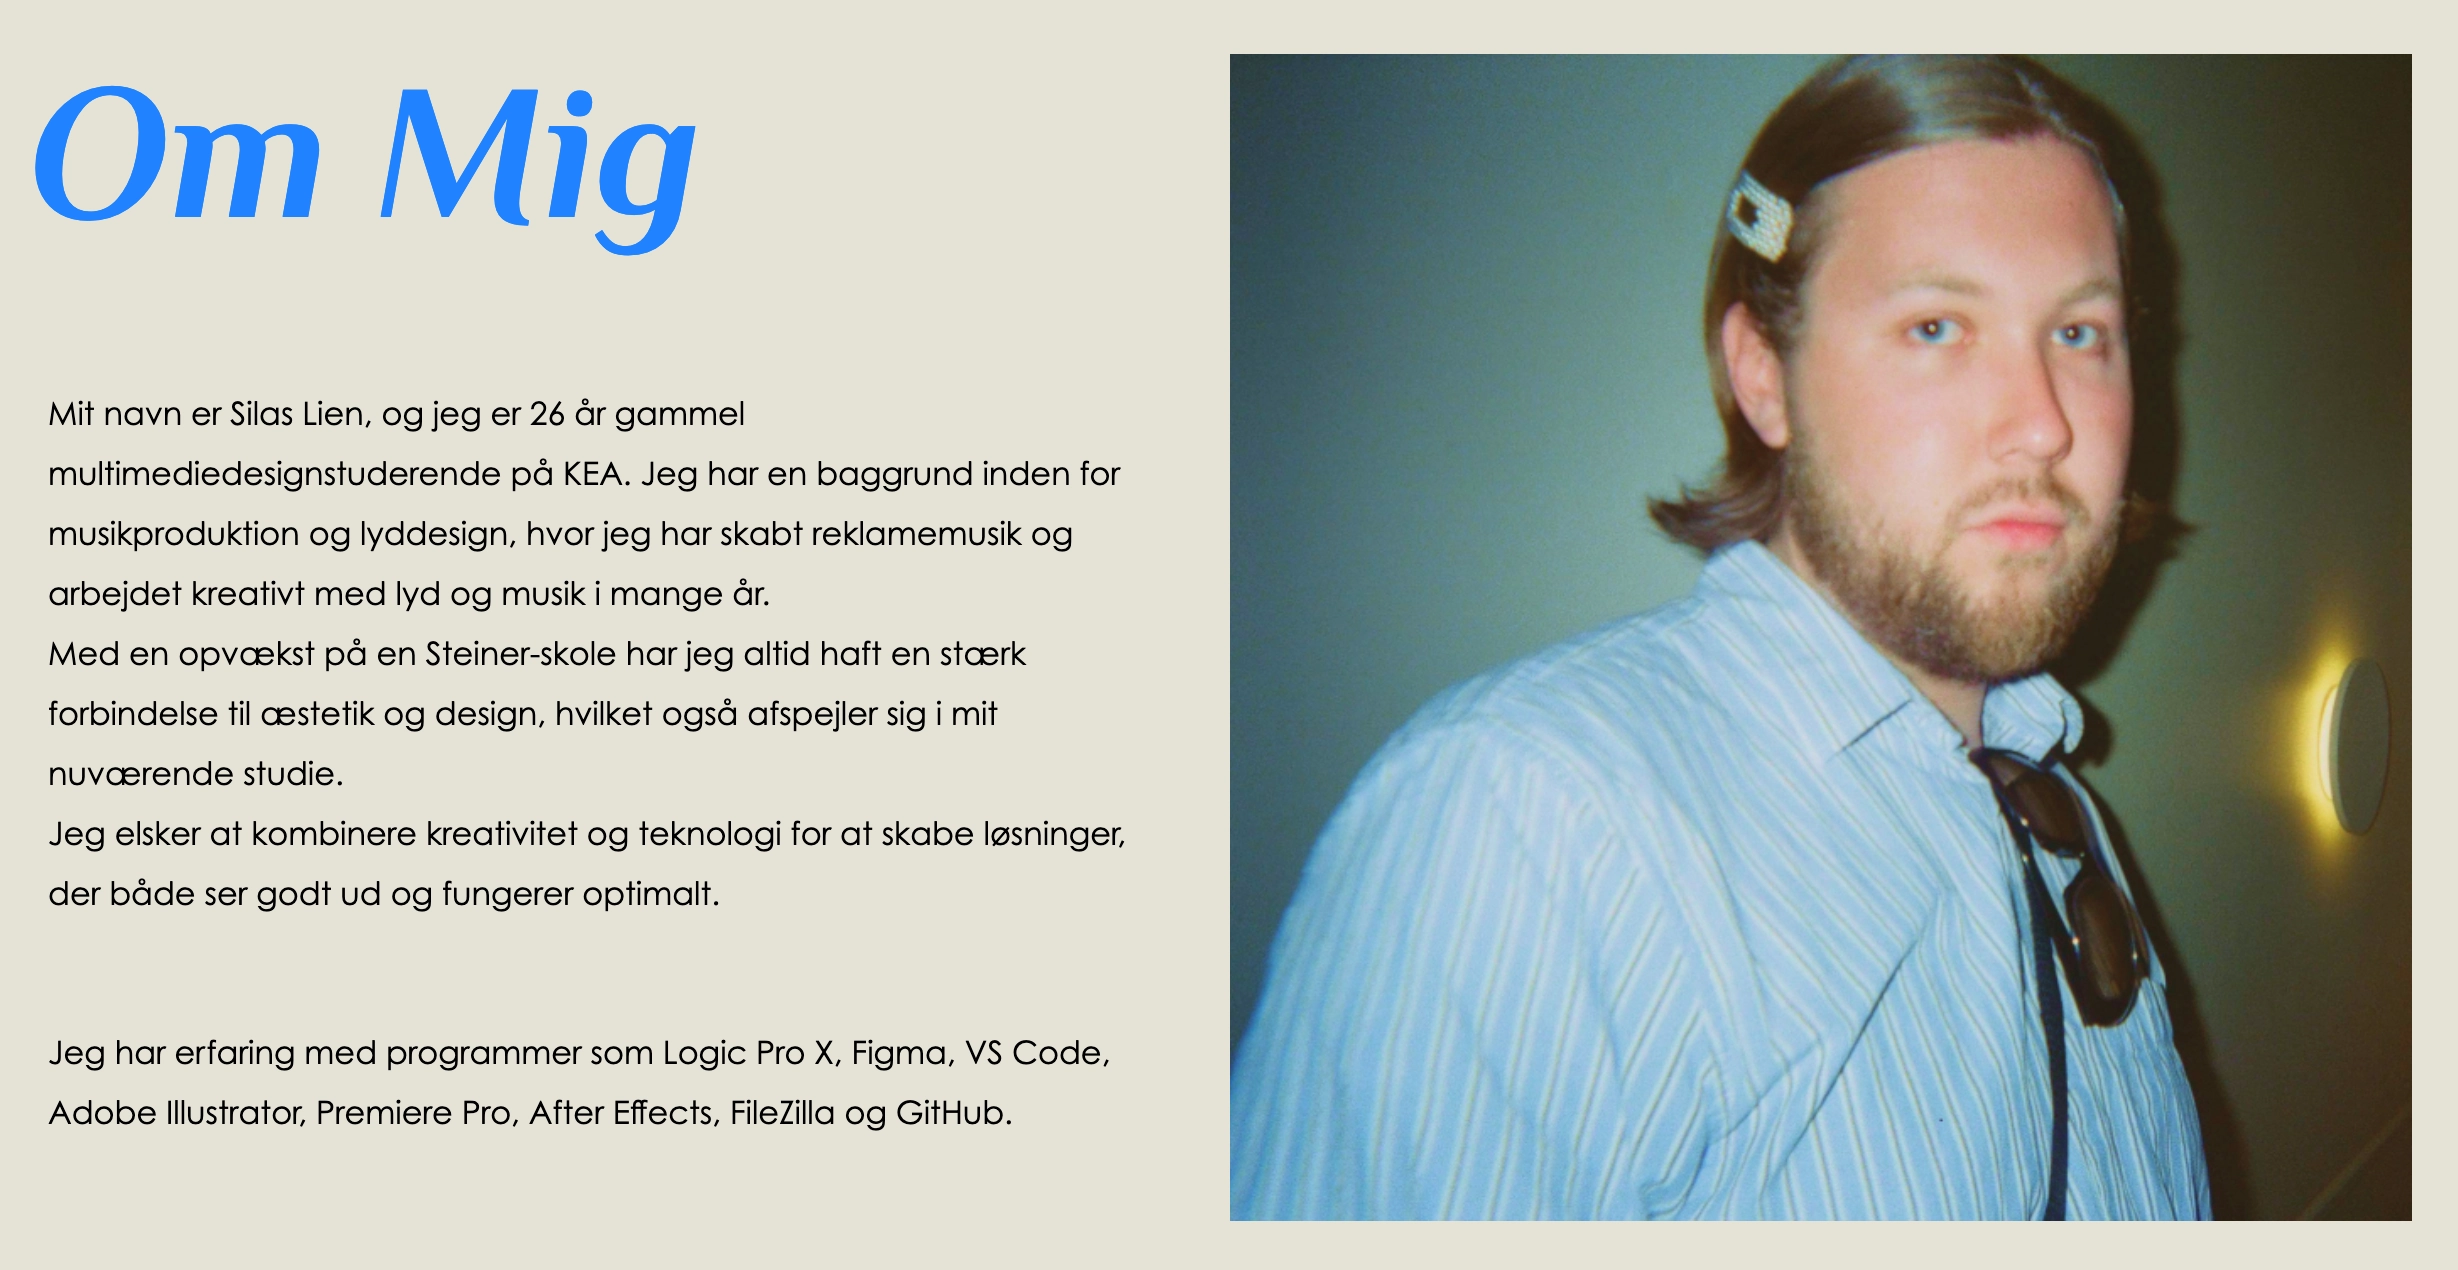 Om Mig
Mit navn er Silas Lien, og jeg er 26 år gammel
multimediedesignstuderende på KEA. Jeg har en baggrund inden for
musikproduktion og lyddesign, hvor jeg har skabt reklamemusik og
arbejdet kreativt med lyd og musik i mange år.
Med en opvækst på en Steiner-skole har jeg altid haft en stærk
forbindelse til æstetik og design, hvilket også afspejler sig i mit
nuværende studie.
Jeg elsker at kombinere kreativitet og teknologi for at skabe løsninger,
der både ser godt ud og fungerer optimalt.
Jeg har erfaring med programmer som Logic Pro X, Figma, VS Code,
Adobe Illustrator, Premiere Pro, After Effects, FileZilla og GitHub.